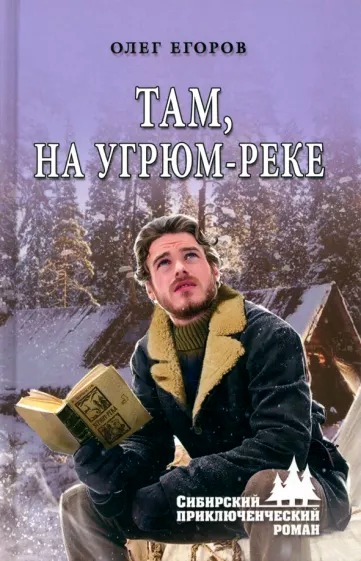 ОЛЕГ ЕГОРОВ
ТАМ,
НА УГРЮМ-РЕКЕ
СИБИРСКИЙ
ПРИКЛЮЧЕНЧЕСКИЙ
РОМАН